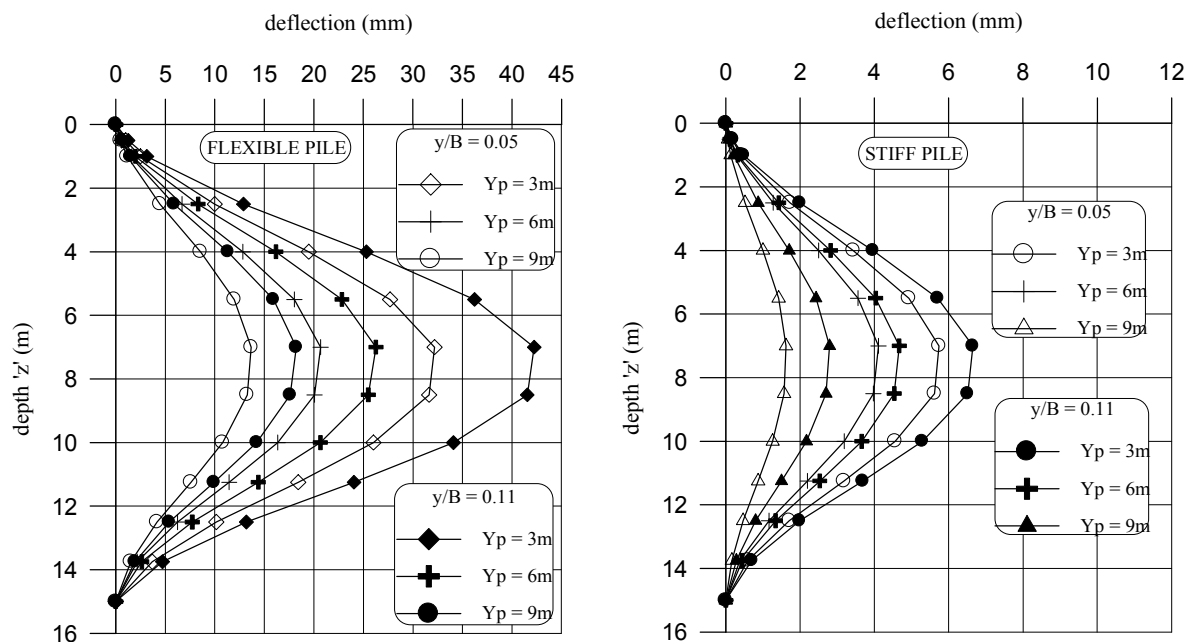 deflection (mm)
0 5 10 15 20 25 30 35 40 45
0
2
4
6
8
10
12
14
16
depth 'z' (m)
FLEXIBLE PILE
y/B = 0.05
Yp = 3m
Yp = 6m
Yp = 9m
y/B = 0.11
Yp = 3m
Yp = 6m
Yp = 9m
deflection (mm)
0 2 4 6 8 10 12
0
2
4
6
8
10
12
14
16
depth 'z' (m)
STIFF PILE
y/B = 0.05
Yp = 3m
Yp = 6m
Yp = 9m
y/B = 0.11
Yp = 3m
Yp = 6m
Yp = 9m